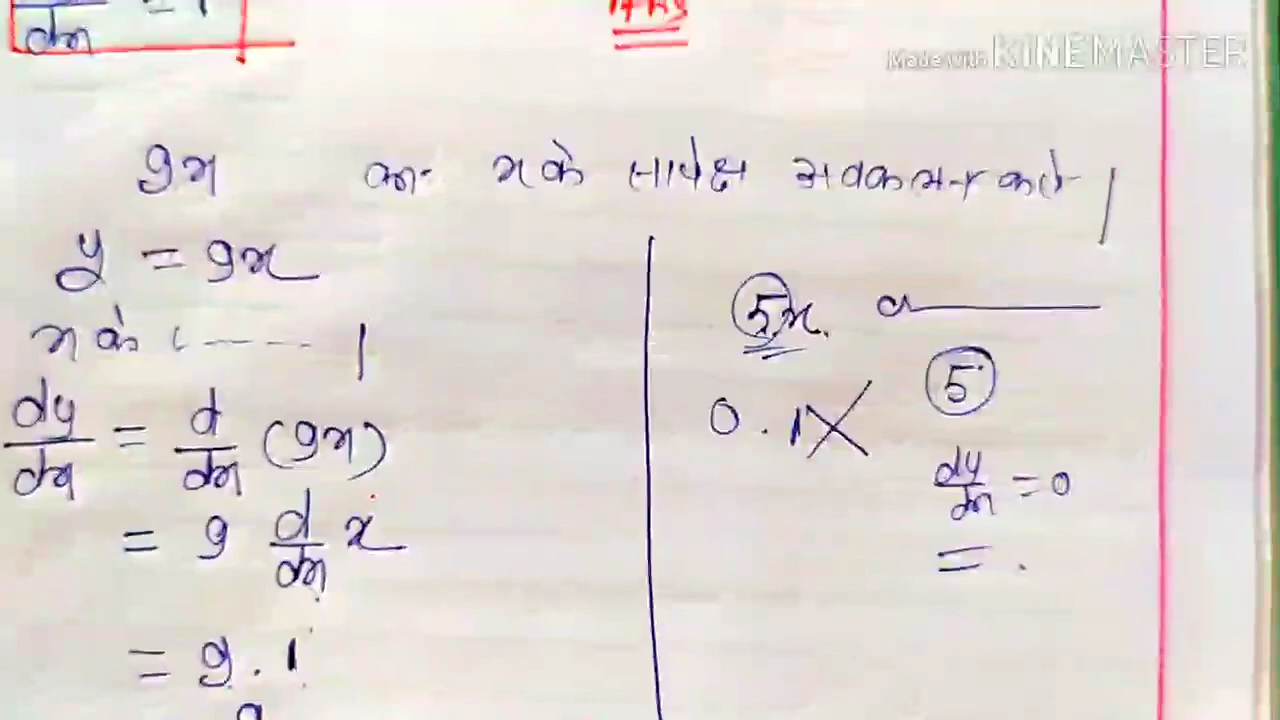 dx
Made with KINEMASTER
9x का x के सापेक्ष अवकलन करे |
y = 9x
x के ( ----- |
dy/dx = d/dx (9x)
= 9 d/dx x
= 9 . 1
5x.
0 . 1
5
dy/dx = 0
= .